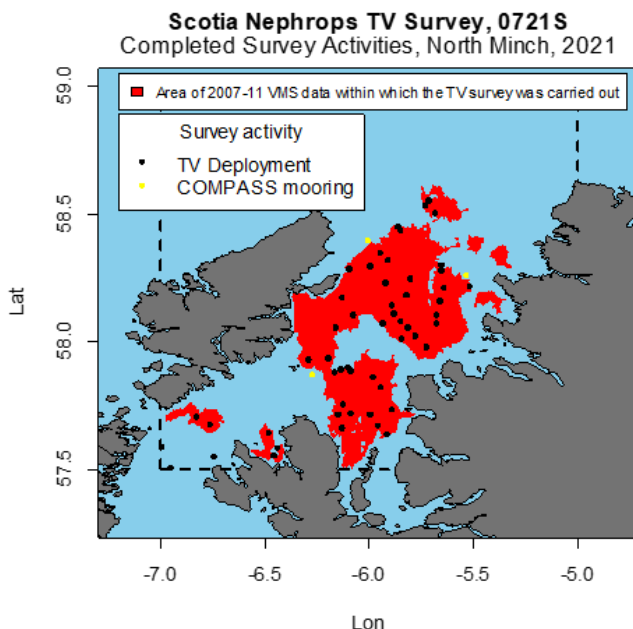 Scotia Nephrops TV Survey, 0721S
Completed Survey Activities, North Minch, 2021
Area of 2007-11 VMS data within which the TV survey was carried out
Survey activity
TV Deployment
COMPASS mooring
59.0
58.5
58.0
57.5
Lat
-7.0 -6.5 -6.0 -5.5 -5.0
Lon